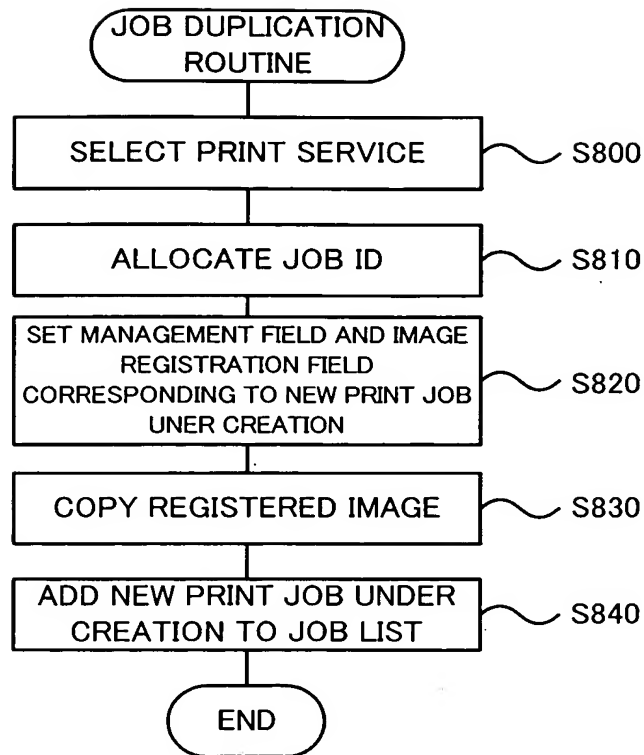 JOB DUPLICATION
ROUTINE
SELECT PRINT SERVICE
S800
ALLOCATE JOB ID
S810
SET MANAGEMENT FIELD AND IMAGE
REGISTRATION FIELD
CORRESPONDING TO NEW PRINT JOB
UNER CREATION
S820
COPY REGISTERED IMAGE
S830
ADD NEW PRINT JOB UNDER
CREATION TO JOB LIST
S840
END